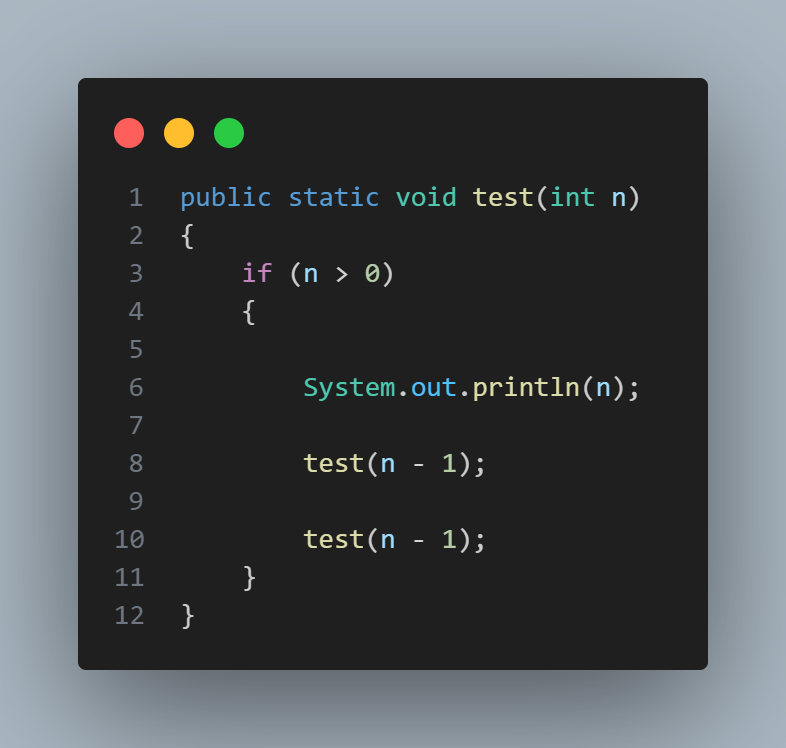 1 public static void test(int n)
2 {
3     if (n > 0)
4     {
5
6         System.out.println(n);
7
8         test(n - 1);
9
10         test(n - 1);
11     }
12 }